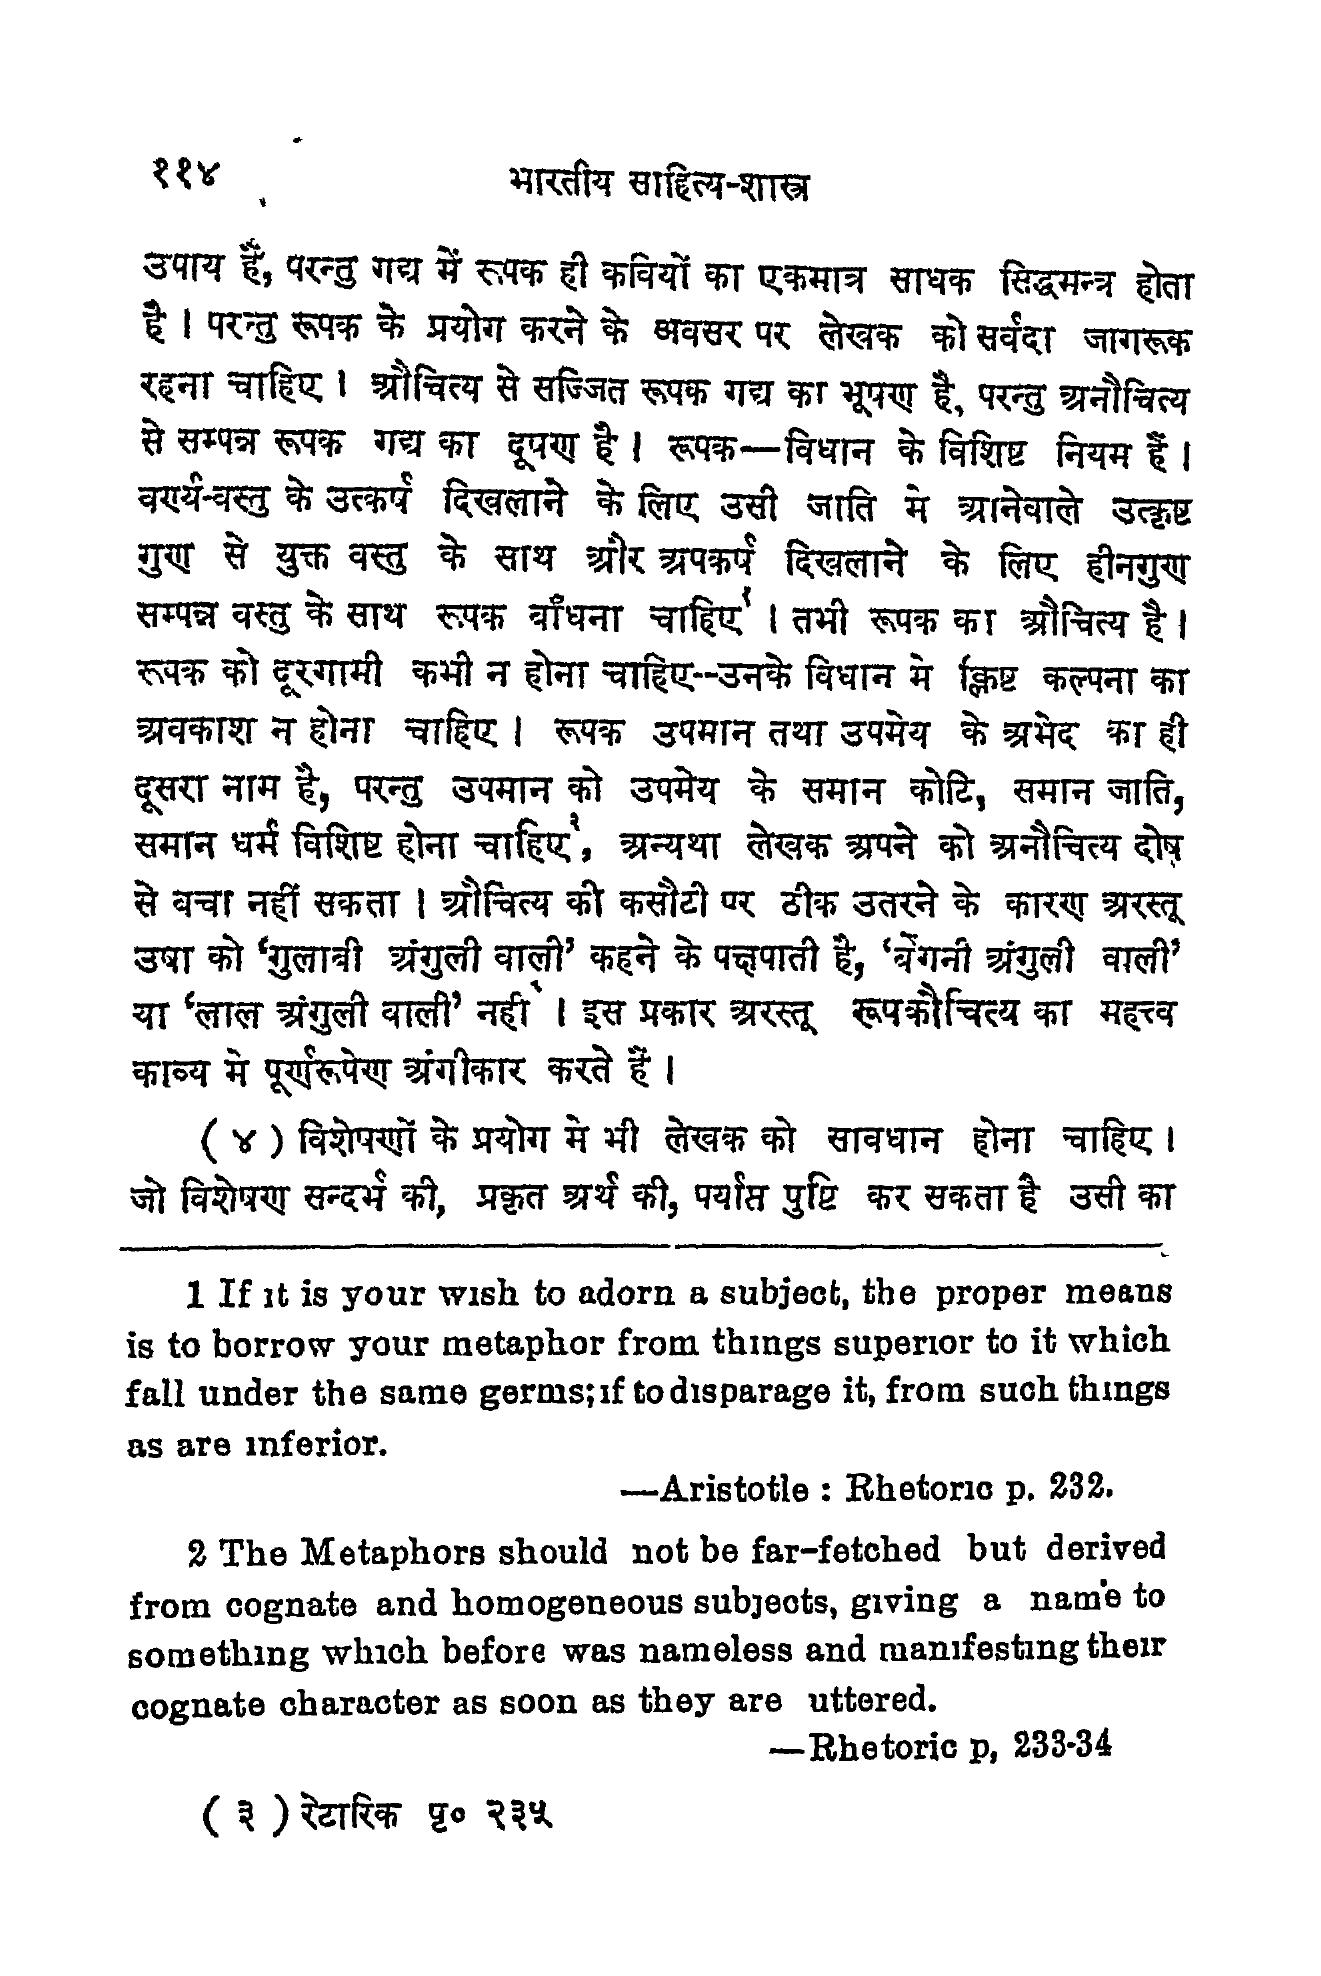 ११४
भारतीय साहित्य-शास्त्र
उपाय हैं, परन्तु गद्य में रूपक ही कवियों का एकमात्र साधक सिद्धमन्त्र होता
है । परन्तु रूपक के प्रयोग करने के अवसर पर लेखक को सर्वदा जागरूक
रहना चाहिए । औचित्य से सज्जित रूपक गद्य का भूषण है, परन्तु अनौचित्य
से सम्पन्न रूपक गद्य का दूषण है । रूपक—विधान के विशिष्ट नियम हैं ।
वर्ण्य-वस्तु के उत्कर्ष दिखलाने के लिए उसी जाति मे आनेवाले उत्कृष्ट
गुण से युक्त वस्तु के साथ और अपकर्ष दिखलाने के लिए हीनगुण
सम्पन्न वस्तु के साथ रूपक बाँधना चाहिए१ । तभी रूपक का औचित्य है ।
रूपक को दूरगामी कभी न होना चाहिए--उनके विधान मे क्लिष्ट कल्पना का
अवकाश न होना चाहिए । रूपक उपमान तथा उपमेय के अभेद का ही
दूसरा नाम है, परन्तु उपमान को उपमेय के समान कोटि, समान जाति,
समान धर्म विशिष्ट होना चाहिए२, अन्यथा लेखक अपने को अनौचित्य दोष
से बचा नहीं सकता । औचित्य की कसौटी पर ठीक उतरने के कारण अरस्तू
उषा को ‘गुलाबी अंगुली वाली’ कहने के पक्षपाती है, ‘बेंगनी अंगुली वाली’
या ‘लाल अंगुली वाली’ नहीं । इस प्रकार अरस्तू रूपकौचित्य का महत्त्व
काव्य मे पूर्णरूपेण अंगीकार करते हैं ।
( ४ ) विशेषणों के प्रयोग मे भी लेखक को सावधान होना चाहिए ।
जो विशेषण सन्दर्भ की, प्रकृत अर्थ की, पर्याप्त पुष्टि कर सकता है उसी का
1 If it is your wish to adorn a subject, the proper means
is to borrow your metaphor from things superior to it which
fall under the same germs; if to disparage it, from such things
as are inferior.
—Aristotle : Rhetoric p. 232.
2 The Metaphors should not be far-fetched but derived
from cognate and homogeneous subjects, giving a name to
something which before was nameless and manifesting their
cognate character as soon as they are uttered.
—Rhetoric p, 233-34
( ३ ) रेटारिक पृ० २३५